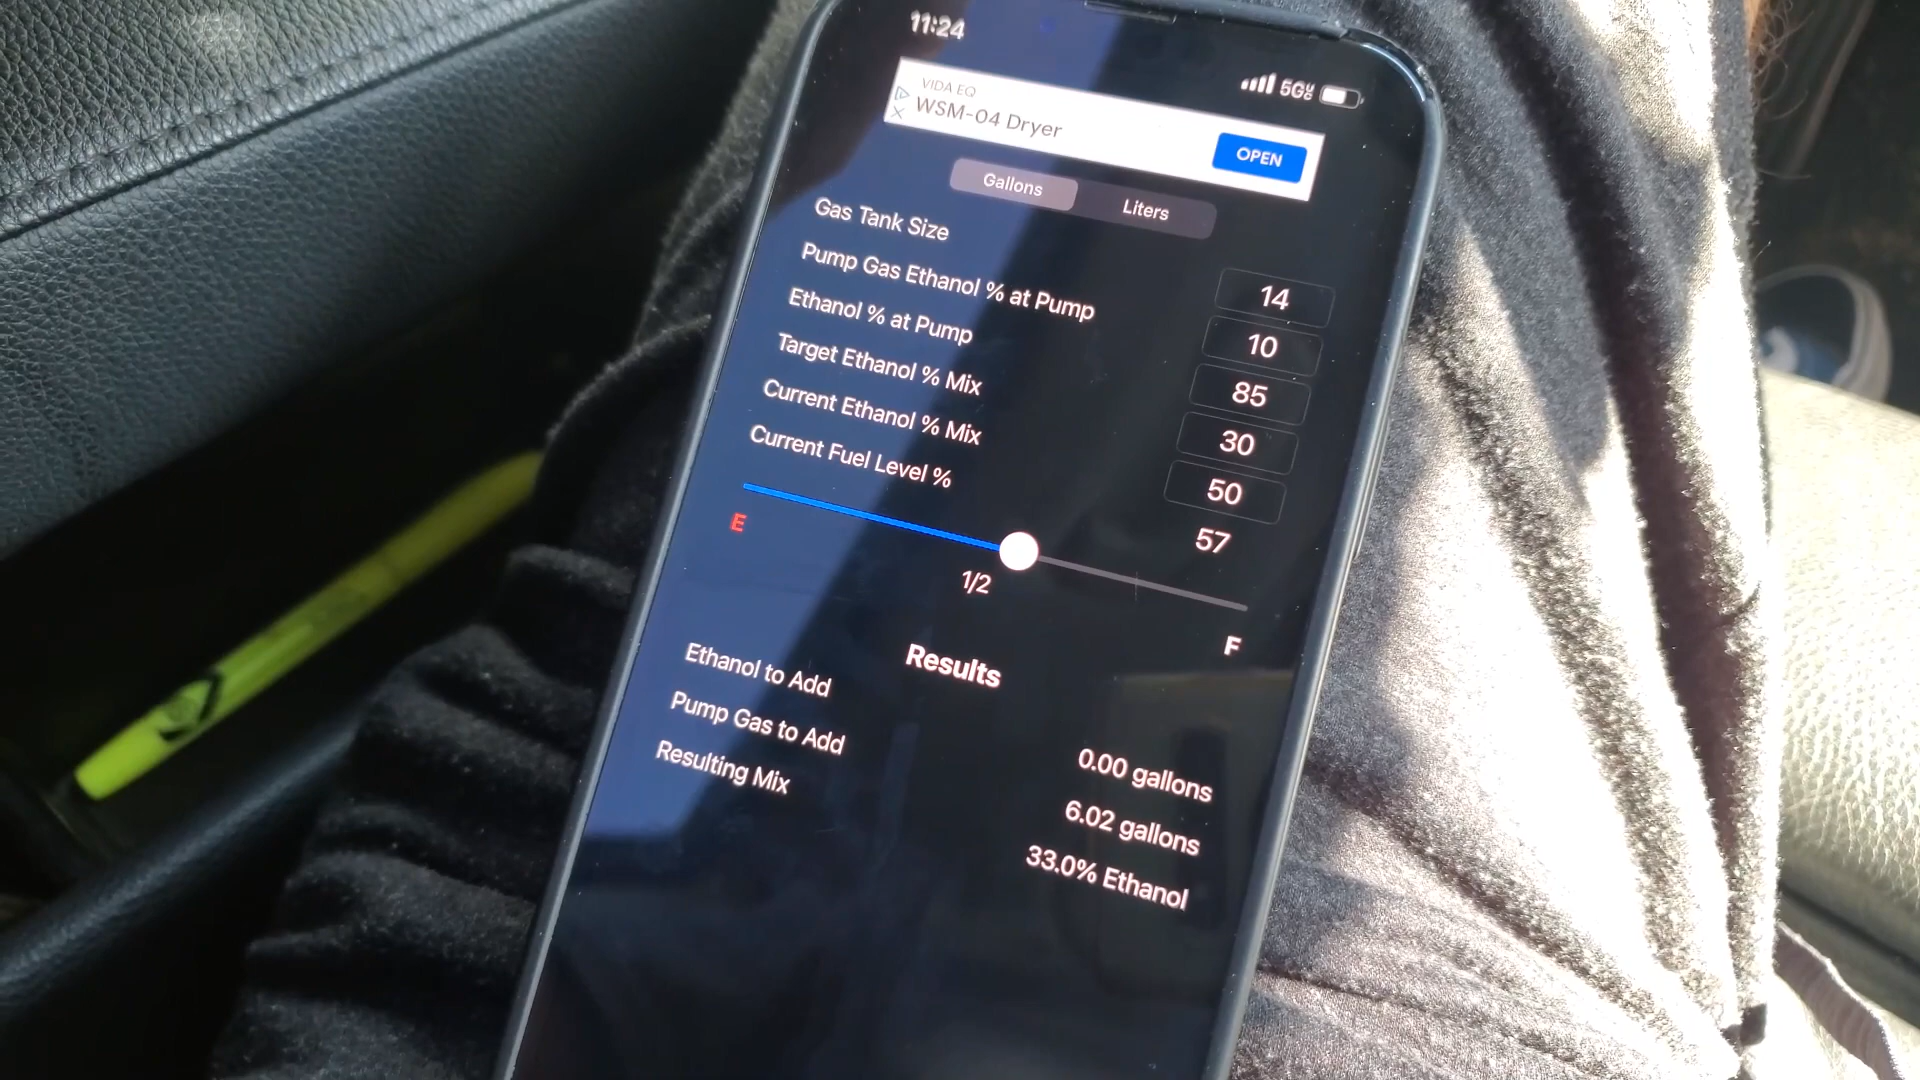 11:24
5G
VIDA EQ
WSM-04 Dryer
OPEN
Gallons
Liters
Gas Tank Size
14
Pump Gas Ethanol % at Pump
10
Ethanol % at Pump
85
Target Ethanol % Mix
30
Current Ethanol % Mix
50
Current Fuel Level %
57
E
1/2
F
Results
Ethanol to Add
0.00 gallons
Pump Gas to Add
6.02 gallons
Resulting Mix
33.0% Ethanol